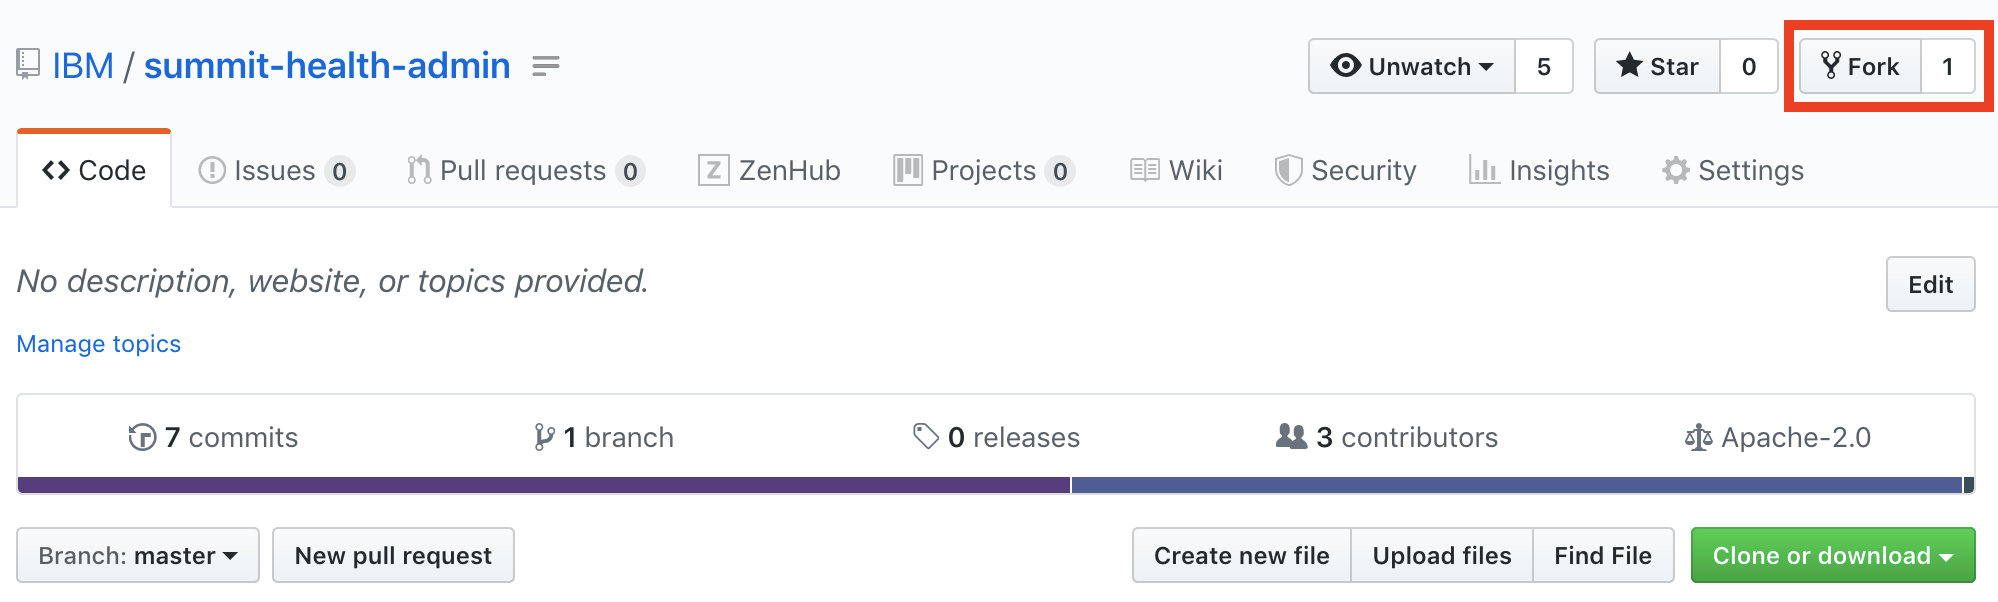 IBM / summit-health-admin
Unwatch 5
Star 0
Fork 1
Code
Issues 0
Pull requests 0
ZenHub
Projects 0
Wiki
Security
Insights
Settings
No description, website, or topics provided.
Edit
Manage topics
7 commits
1 branch
0 releases
3 contributors
Apache-2.0
Branch: master
New pull request
Create new file
Upload files
Find File
Clone or download